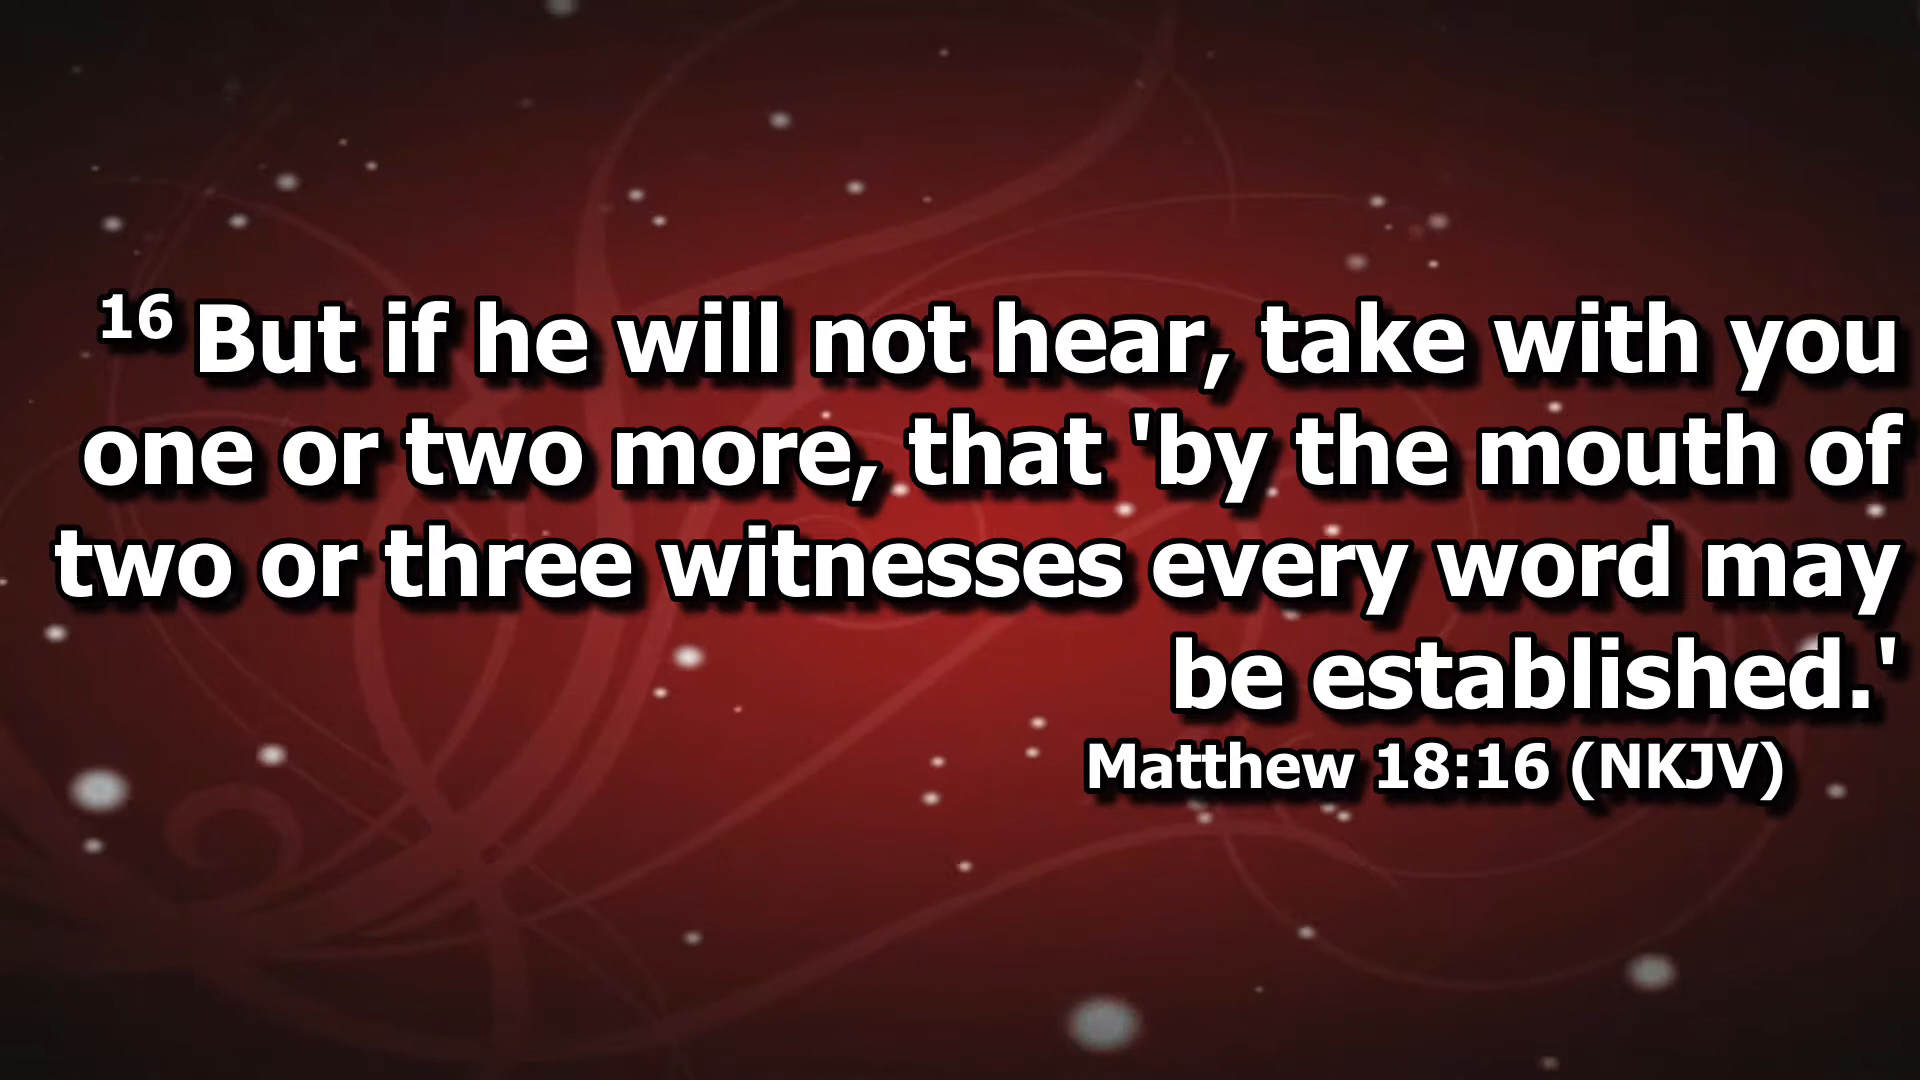 16 But if he will not hear, take with you
one or two more, that 'by the mouth of
two or three witnesses every word may
be established.'
Matthew 18:16 (NKJV)